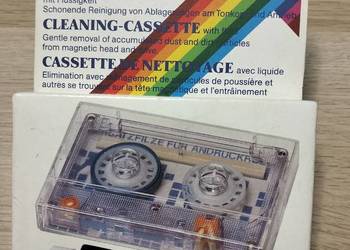 mit Flüssigkeit
Schonende Reinigung von Ablagerungen am Tonkopf und Antrieb
CLEANING-CASSETTE with
Gentle removal of accumulated dust and dirt particles
from magnetic head and drive
CASSETTE DE NETTOYAGE avec liquide
Elimination avec ménagement de particules de poussière et
autres se trouvant sur la tête magnétique et l'entraînement
FILZE FÜR ANDRUCKR